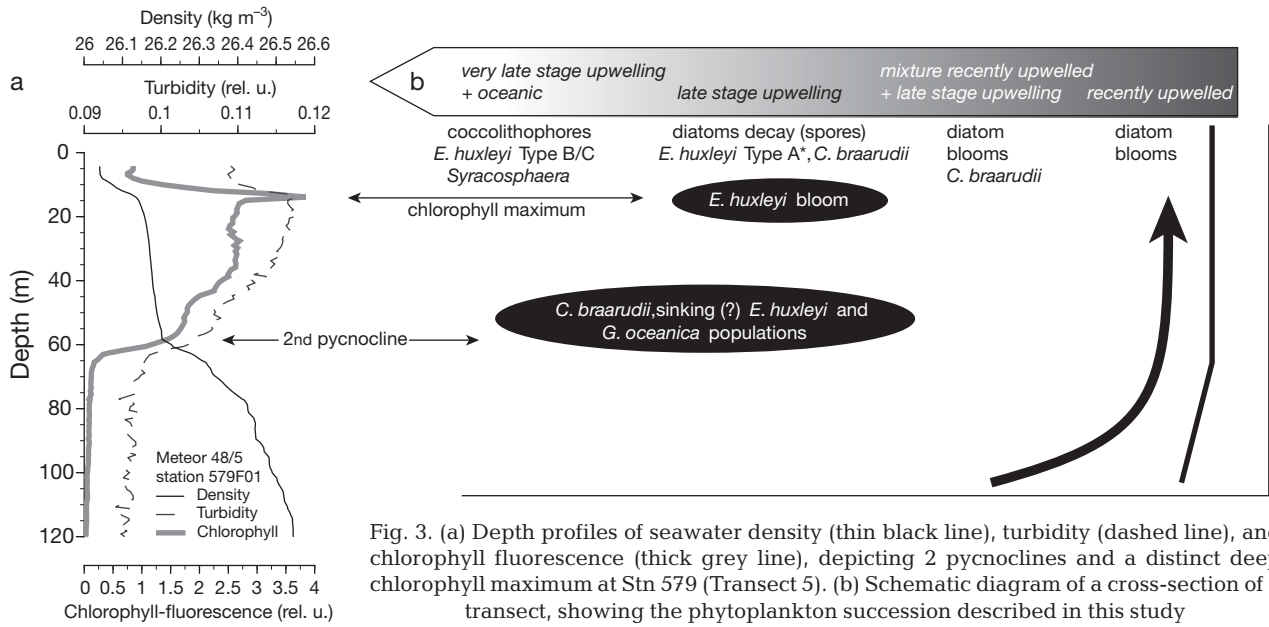 Density (kg m–3)
26 26.1 26.2 26.3 26.4 26.5 26.6
a
Turbidity (rel. u.)
0.09 0.1 0.11 0.12
0
20
40
60
80
100
120
Depth (m)
Meteor 48/5
station 579F01
Density
Turbidity
Chlorophyll
0 0.5 1 1.5 2 2.5 3 3.5 4
Chlorophyll-fluorescence (rel. u.)
b
very late stage upwelling
+ oceanic
late stage upwelling
mixture recently upwelled
+ late stage upwelling
recently upwelled
coccolithophores
E. huxleyi Type B/C
Syracosphaera
diatoms decay (spores)
E. huxleyi Type A*, C. braarudii
diatom
blooms
C. braarudii
diatom
blooms
chlorophyll maximum
E. huxleyi bloom
C. braarudii,sinking (?) E. huxleyi and
G. oceanica populations
2nd pycnocline
Fig. 3. (a) Depth profiles of seawater density (thin black line), turbidity (dashed line), and
chlorophyll fluorescence (thick grey line), depicting 2 pycnoclines and a distinct deep
chlorophyll maximum at Stn 579 (Transect 5). (b) Schematic diagram of a cross-section of
transect, showing the phytoplankton succession described in this study